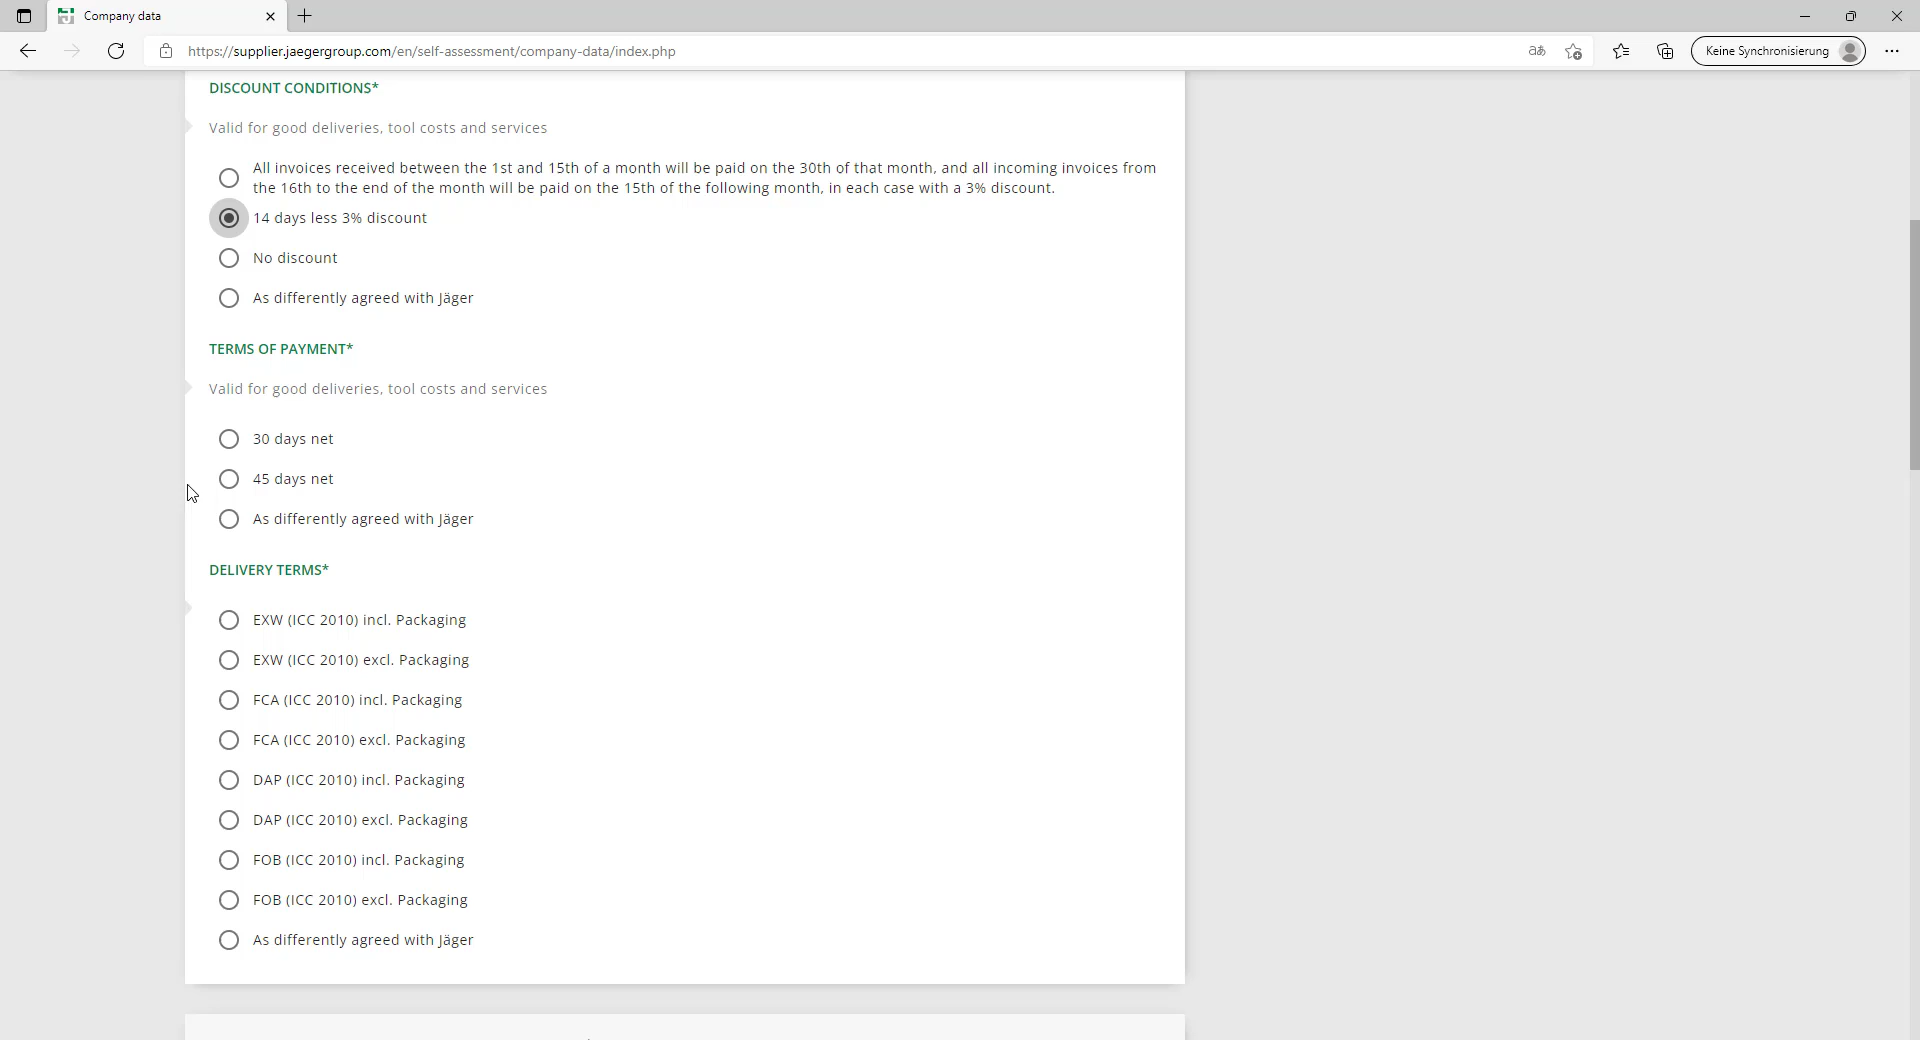 Company data
https://supplier.jaegergroup.com/en/self-assessment/company-data/index.php
aあ
Keine Synchronisierung
DISCOUNT CONDITIONS*
Valid for good deliveries, tool costs and services
All invoices received between the 1st and 15th of a month will be paid on the 30th of that month, and all incoming invoices from
the 16th to the end of the month will be paid on the 15th of the following month, in each case with a 3% discount.
14 days less 3% discount
No discount
As differently agreed with Jäger
TERMS OF PAYMENT*
Valid for good deliveries, tool costs and services
30 days net
45 days net
As differently agreed with Jäger
DELIVERY TERMS*
EXW (ICC 2010) incl. Packaging
EXW (ICC 2010) excl. Packaging
FCA (ICC 2010) incl. Packaging
FCA (ICC 2010) excl. Packaging
DAP (ICC 2010) incl. Packaging
DAP (ICC 2010) excl. Packaging
FOB (ICC 2010) incl. Packaging
FOB (ICC 2010) excl. Packaging
As differently agreed with Jäger